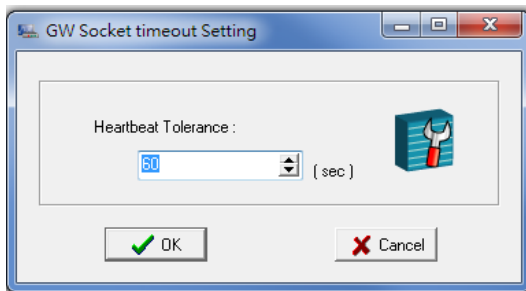 GW Socket timeout Setting
Heartbeat Tolerance :
60 ( sec )
OK Cancel